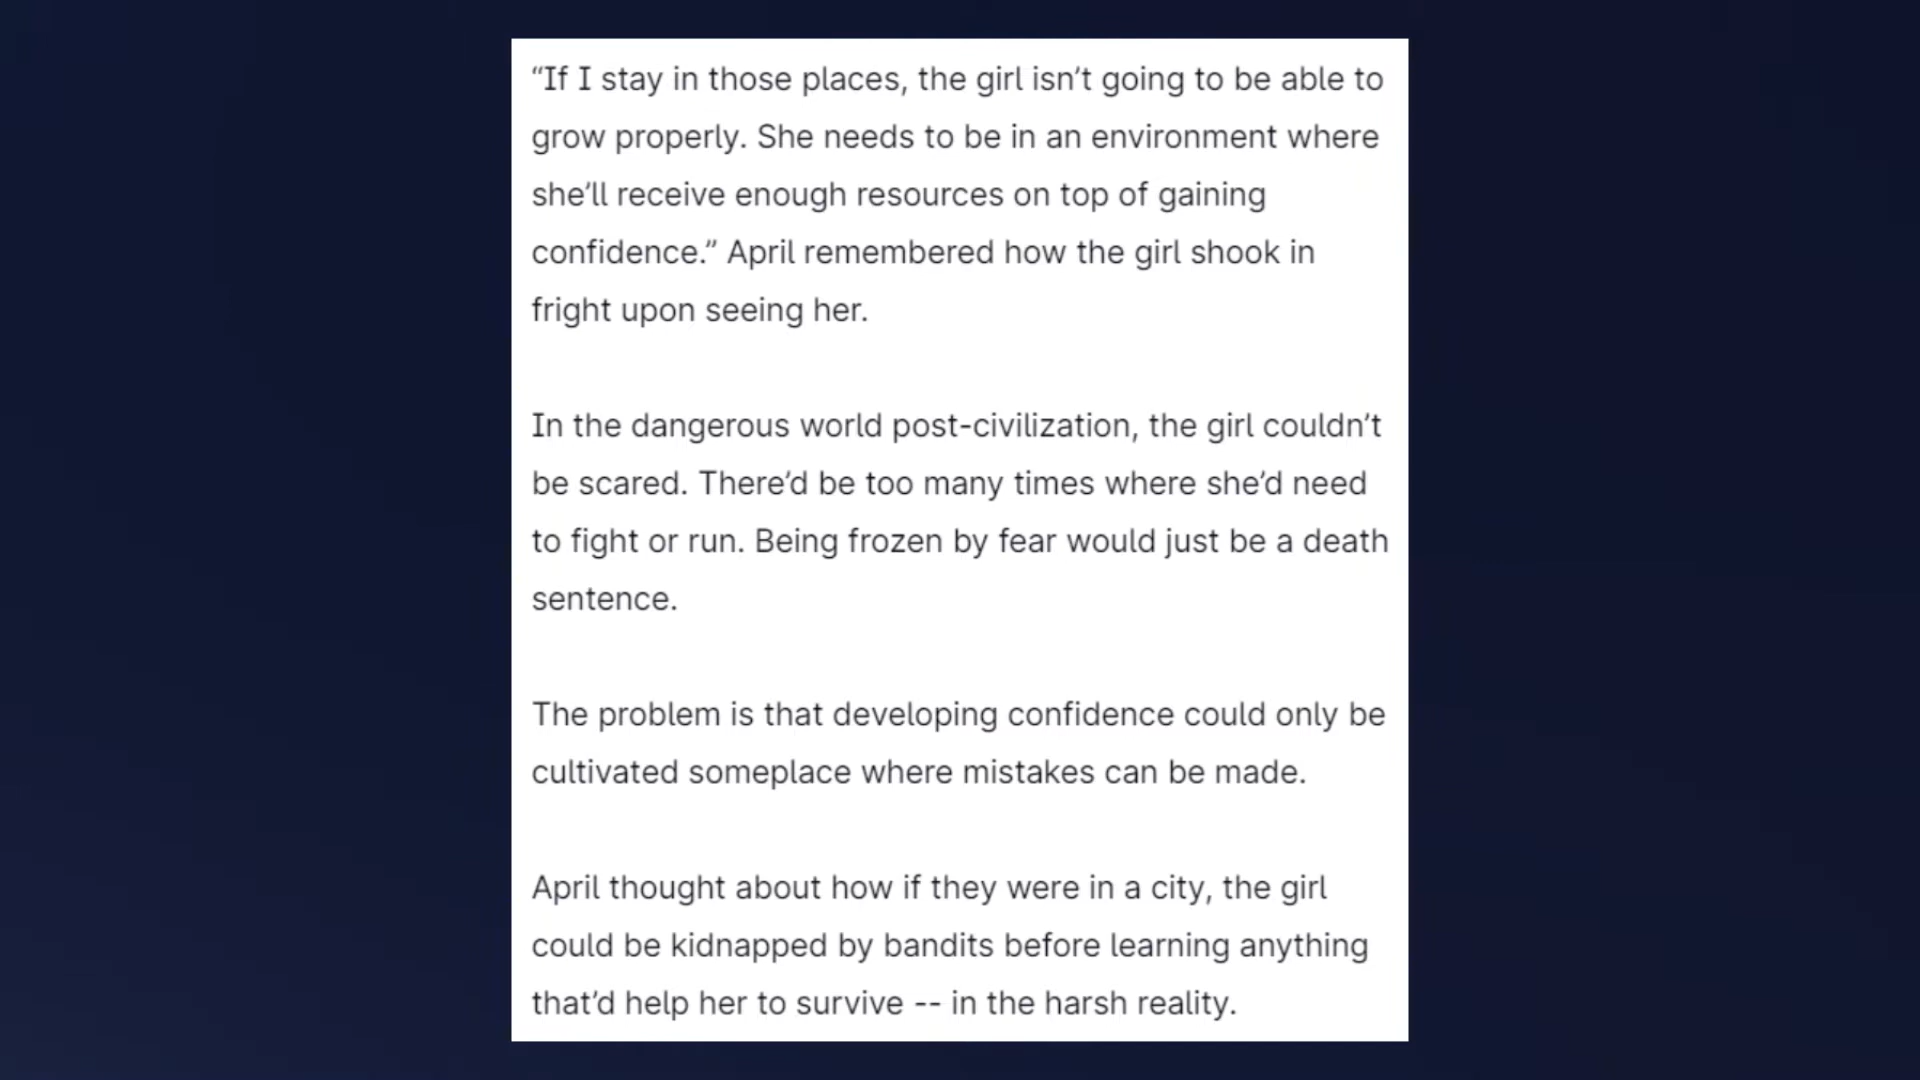 “If I stay in those places, the girl isn’t going to be able to
grow properly. She needs to be in an environment where
she’ll receive enough resources on top of gaining
confidence.” April remembered how the girl shook in
fright upon seeing her.
In the dangerous world post-civilization, the girl couldn’t
be scared. There’d be too many times where she’d need
to fight or run. Being frozen by fear would just be a death
sentence.
The problem is that developing confidence could only be
cultivated someplace where mistakes can be made.
April thought about how if they were in a city, the girl
could be kidnapped by bandits before learning anything
that’d help her to survive -- in the harsh reality.